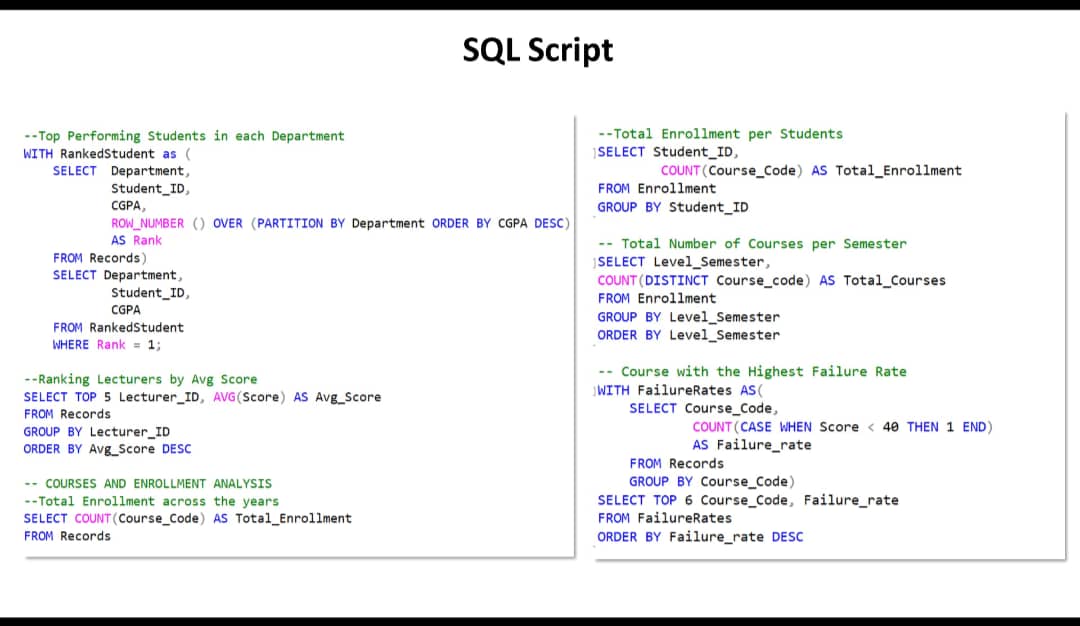 SQL Script
--Top Performing Students in each Department
WITH RankedStudent as (
SELECT Department,
Student_ID,
CGPA,
ROW_NUMBER () OVER (PARTITION BY Department ORDER BY CGPA DESC)
AS Rank
FROM Records)
SELECT Department,
Student_ID,
CGPA
FROM RankedStudent
WHERE Rank = 1;
--Ranking Lecturers by Avg Score
SELECT TOP 5 Lecturer_ID, AVG(Score) AS Avg_Score
FROM Records
GROUP BY Lecturer_ID
ORDER BY Avg_Score DESC
-- COURSES AND ENROLLMENT ANALYSIS
--Total Enrollment across the years
SELECT COUNT(Course_Code) AS Total_Enrollment
FROM Records
--Total Enrollment per Students
SELECT Student_ID,
COUNT(Course_Code) AS Total_Enrollment
FROM Enrollment
GROUP BY Student_ID
-- Total Number of Courses per Semester
SELECT Level_Semester,
COUNT(DISTINCT Course_code) AS Total_Courses
FROM Enrollment
GROUP BY Level_Semester
ORDER BY Level_Semester
-- Course with the Highest Failure Rate
WITH FailureRates AS(
SELECT Course_Code,
COUNT(CASE WHEN Score < 40 THEN 1 END)
AS Failure_rate
FROM Records
GROUP BY Course_Code)
SELECT TOP 6 Course_Code, Failure_rate
FROM FailureRates
ORDER BY Failure_rate DESC